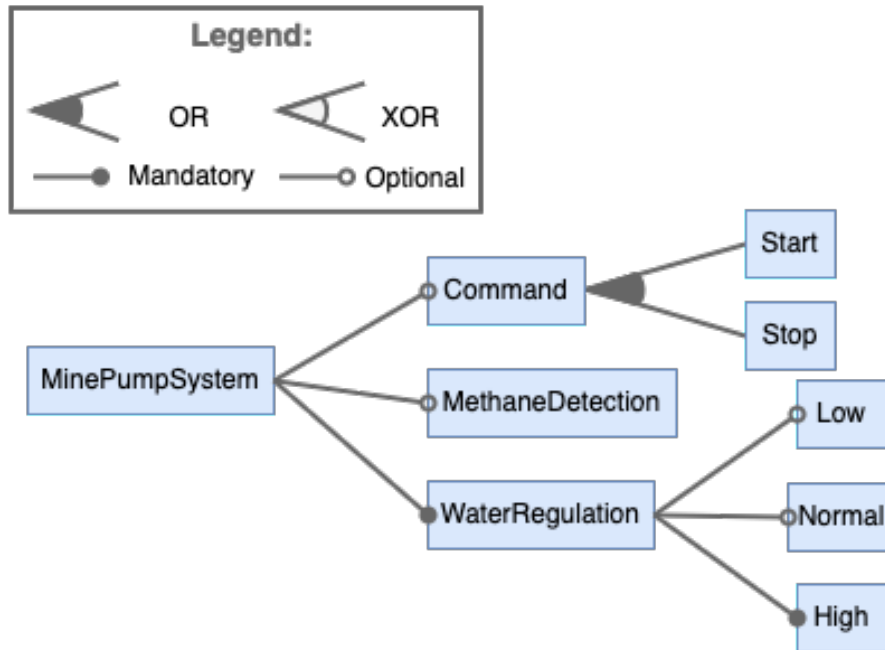 Legend:
OR
XOR
Mandatory
Optional
Start
Command
Stop
MinePumpSystem
MethaneDetection
Low
WaterRegulation
Normal
High